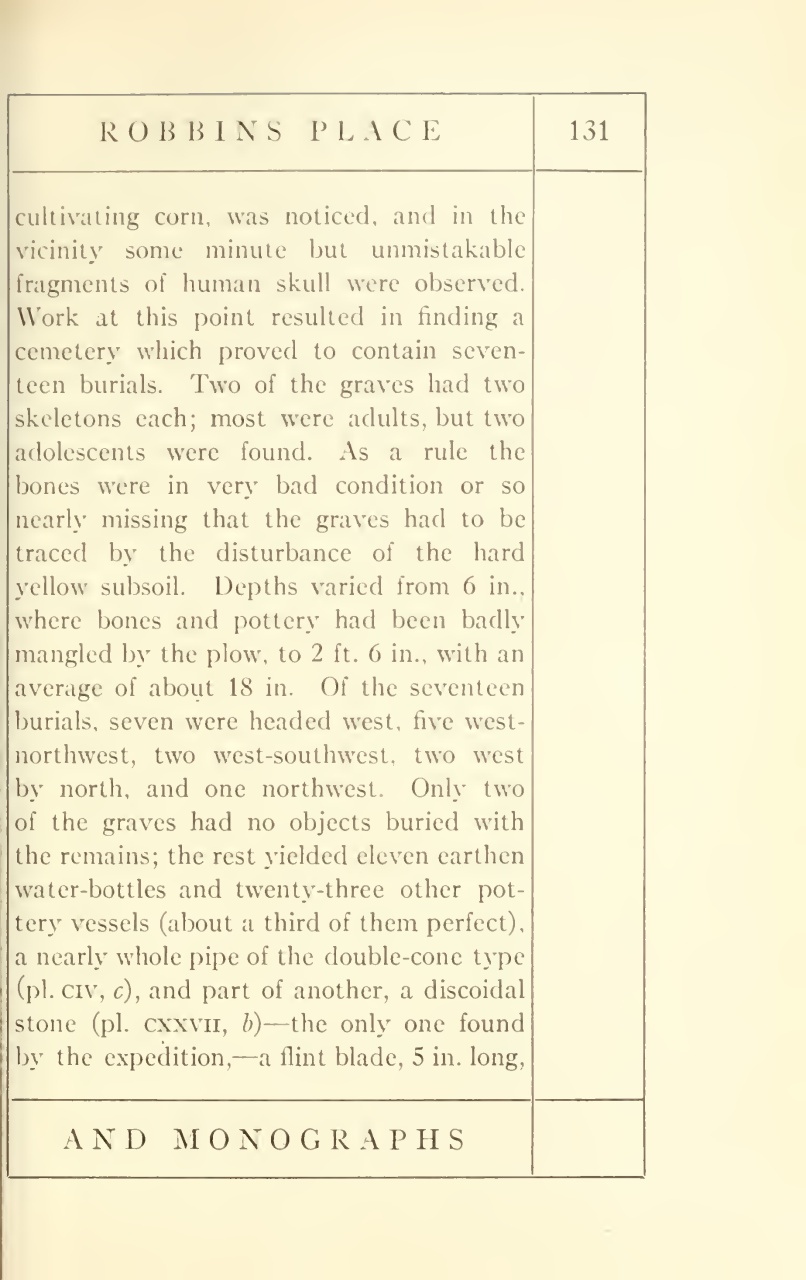 ROBBINS PLACE
131
cultivating corn, was noticed, and in the
vicinity some minute but unmistakable
fragments of human skull were observed.
Work at this point resulted in finding a
cemetery which proved to contain seven-
teen burials. Two of the graves had two
skeletons each; most were adults, but two
adolescents were found. As a rule the
bones were in very bad condition or so
nearly missing that the graves had to be
traced by the disturbance of the hard
yellow subsoil. Depths varied from 6 in.,
where bones and pottery had been badly
mangled by the plow, to 2 ft. 6 in., with an
average of about 18 in. Of the seventeen
burials, seven were headed west, five west-
northwest, two west-southwest, two west
by north, and one northwest. Only two
of the graves had no objects buried with
the remains; the rest yielded eleven earthen
water-bottles and twenty-three other pot-
tery vessels (about a third of them perfect),
a nearly whole pipe of the double-cone type
(pl. CIV, c), and part of another, a discoidal
stone (pl. CXXVII, b)—the only one found
by the expedition,—a flint blade, 5 in. long,
AND MONOGRAPHS